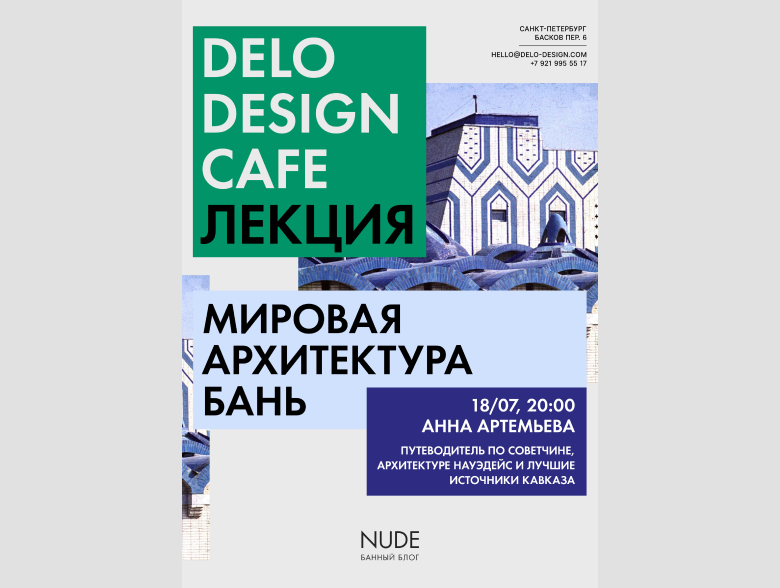 САНКТ-ПЕТЕРБУРГ
БАСКОВ ПЕР. 6
HELLO@DELO-DESIGN.COM
+7 921 995 55 17
DELO
DESIGN
CAFE
ЛЕКЦИЯ
МИРОВАЯ
АРХИТЕКТУРА
БАНЬ
18/07, 20:00
АННА АРТЕМЬЕВА
ПУТЕВОДИТЕЛЬ ПО СОВЕТЧИНЕ,
АРХИТЕКТУРЕ НАУЭДЕЙС И ЛУЧШИЕ
ИСТОЧНИКИ КАВКАЗА
NUDE
БАННЫЙ БЛОГ